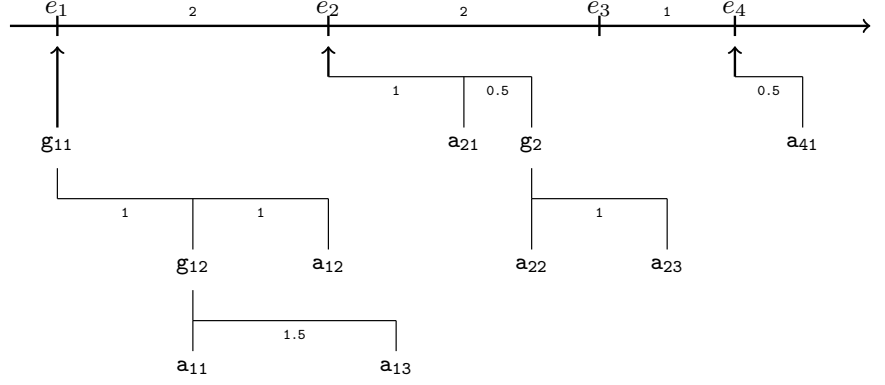 e₁ 2 e₂ 2 e₃ 1 e₄
1 0.5 0.5
g₁₁ a₂₁ g₂ a₄₁
1 1 1
g₁₂ a₁₂ a₂₂ a₂₃
1.5
a₁₁ a₁₃